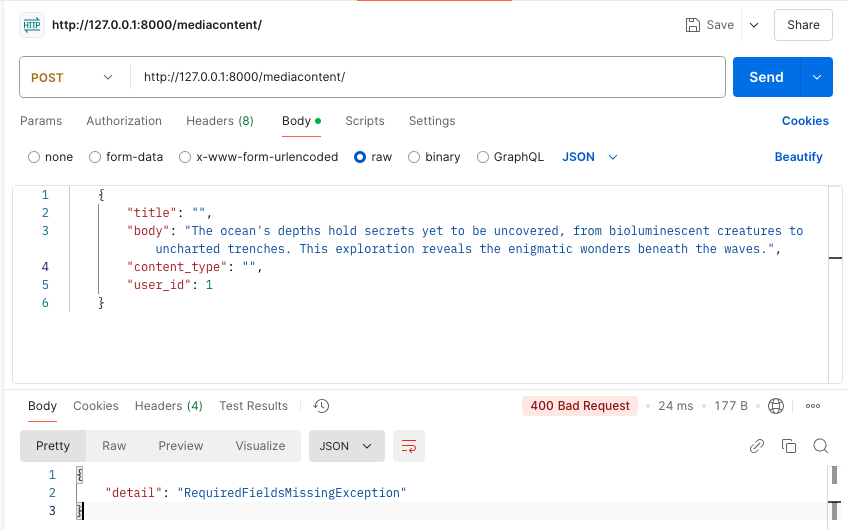 HTTP http://127.0.0.1:8000/mediacontent/ Save Share
POST http://127.0.0.1:8000/mediacontent/ Send
Params Authorization Headers (8) Body Scripts Settings Cookies
none form-data x-www-form-urlencoded raw binary GraphQL JSON Beautify
1 {
2 "title": "",
3 "body": "The ocean's depths hold secrets yet to be uncovered, from bioluminescent creatures to
uncharted trenches. This exploration reveals the enigmatic wonders beneath the waves.",
4 "content_type": "",
5 "user_id": 1
6 }
Body Cookies Headers (4) Test Results 400 Bad Request 24 ms 177 B
Pretty Raw Preview Visualize JSON
1 {
2 "detail": "RequiredFieldsMissingException"
3 }